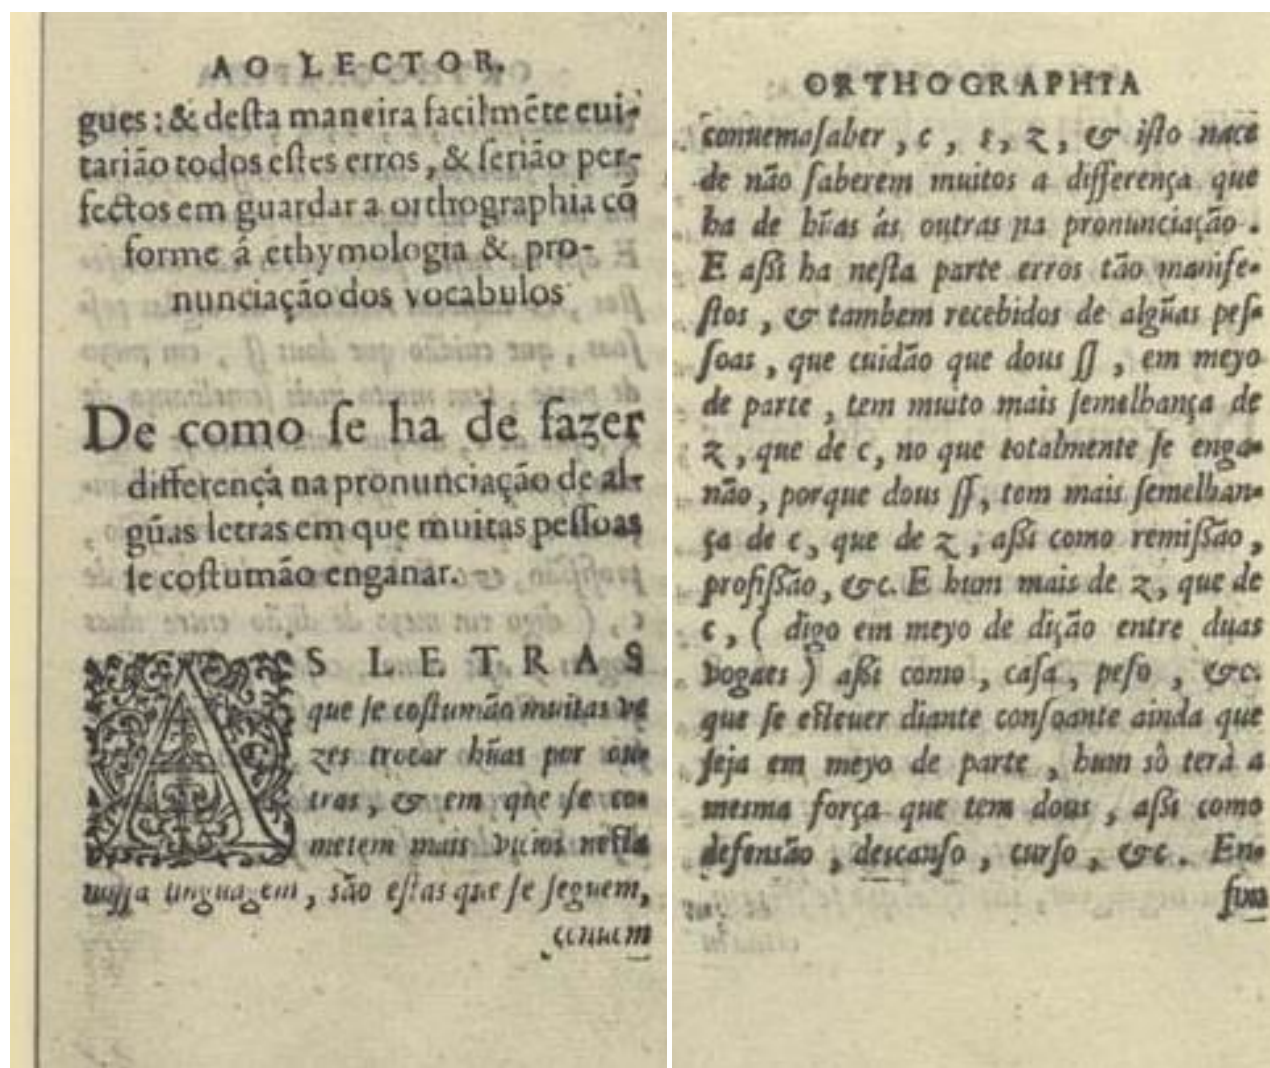 AO LECTOR.
gues: & desta maneira facilmẽte eui-
tarião todos estes erros, & serião per-
fectos em guardar a orthographia cõ
forme á ethymologia & pro-
nunciação dos vocabulos
De como se ha de fazer
differença na pronunciação de al-
gũas letras em que muitas pessoas
se costumão enganar.
AS LETRAS
que se costumão muitas ve
zes trocar hũas por ou-
tras, & em que se co-
metem mais vicios nesta
nossa linguagem, são estas que se seguem,
conuem
ORTHOGRAPHIA
conuem a saber, c, s, z, & isto nace
de não saberem muitos a differença que
ha de hũas ás outras na pronunciação.
E assi ha nesta parte erros tão manife-
stos, & tambem recebidos de algũas pes-
soas, que cuidão que dous ss, em meyo
de parte, tem muito mais semelhança de
z, que de c, no que totalmente se enga-
não, porque dous ss, tem mais semelhan-
ça de c, que de z, assi como remissão,
profissão, &c. E hum mais de z, que de
c, ( digo em meyo de dição entre duas
vogaes ) assi como, casa, peso, &c.
que se esteuer diante consoante ainda que
seja em meyo de parte, hum sò terà a
mesma força que tem dous, assi como
defensão, descanso, curso, &c. En-